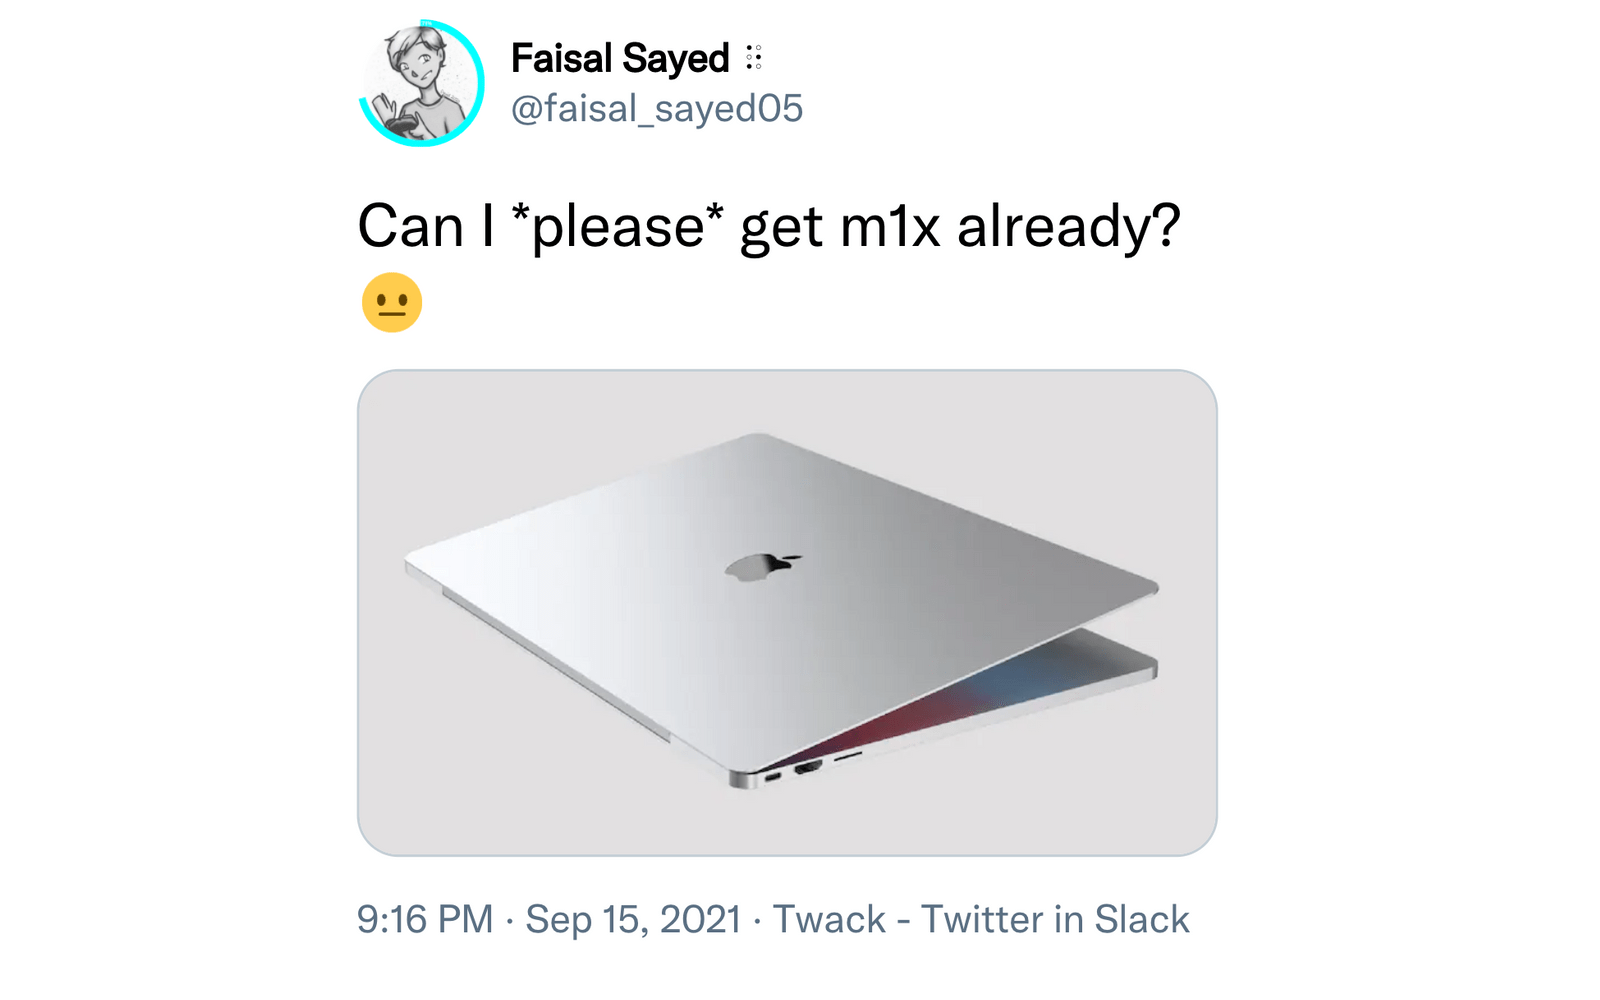 Faisal Sayed ⠕
@faisal_sayed05
Can I *please* get m1x already?
😐
9:16 PM · Sep 15, 2021 · Twack - Twitter in Slack